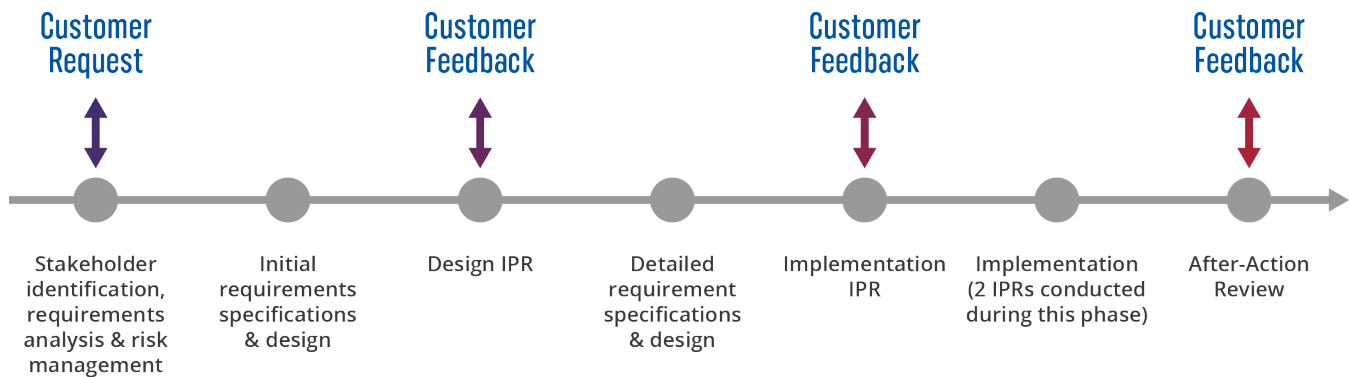 Customer
Request
Customer
Feedback
Customer
Feedback
Customer
Feedback
Stakeholder
identification,
requirements
analysis & risk
management
Initial
requirements
specifications
& design
Design IPR
Detailed
requirement
specifications
& design
Implementation
IPR
Implementation
(2 IPRs conducted
during this phase)
After-Action
Review